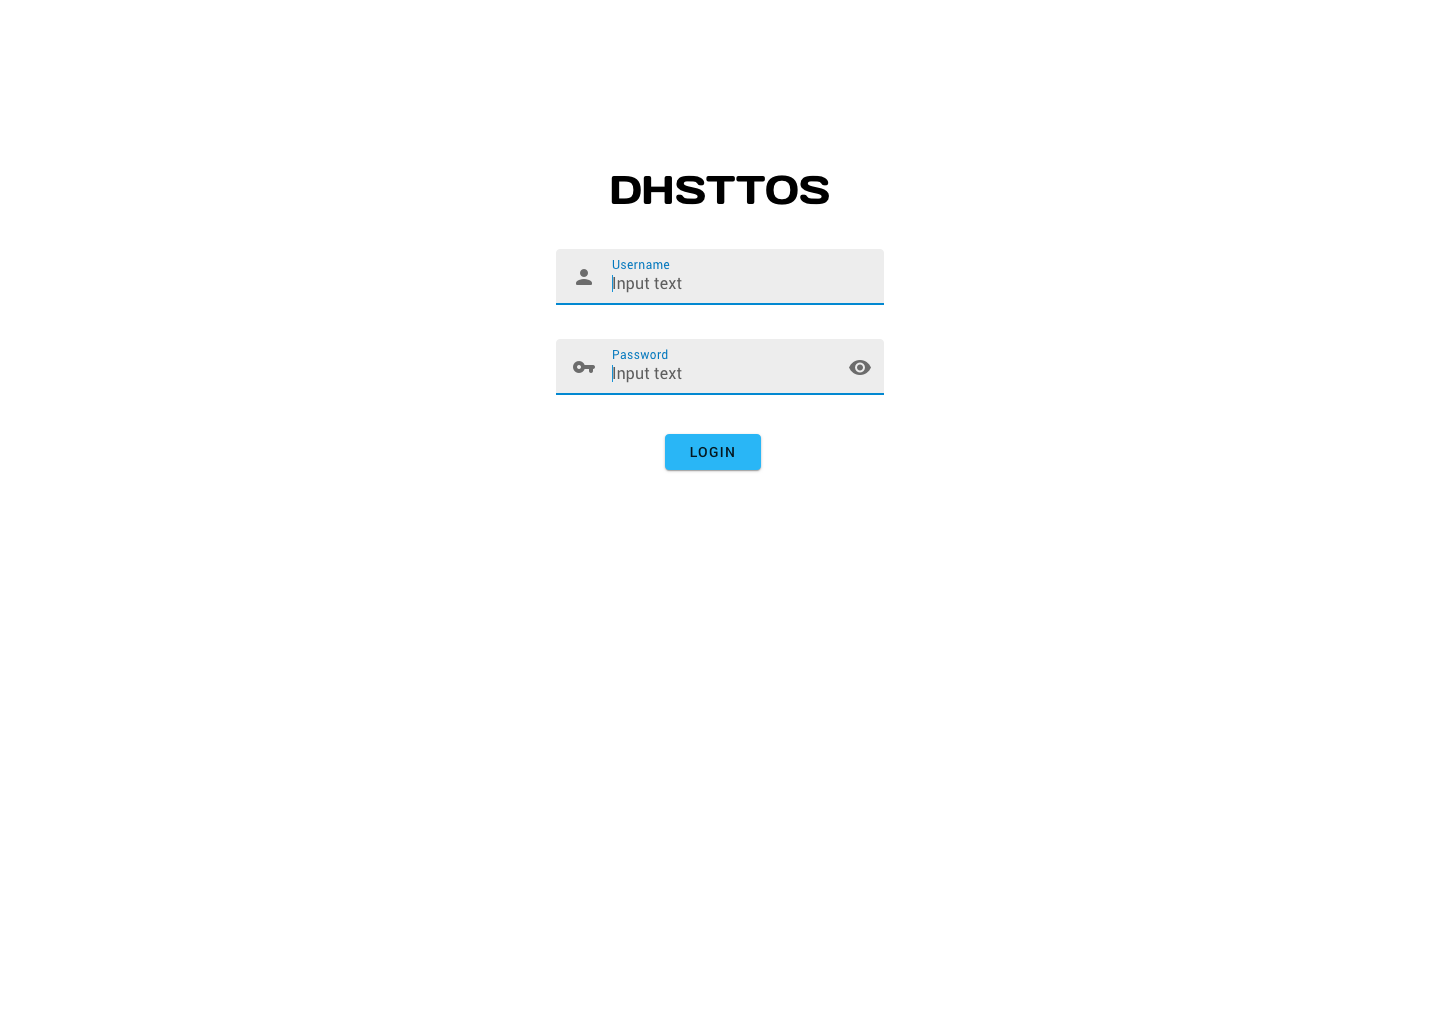 DHSTTOS
Username
Input text
Password
Input text
LOGIN